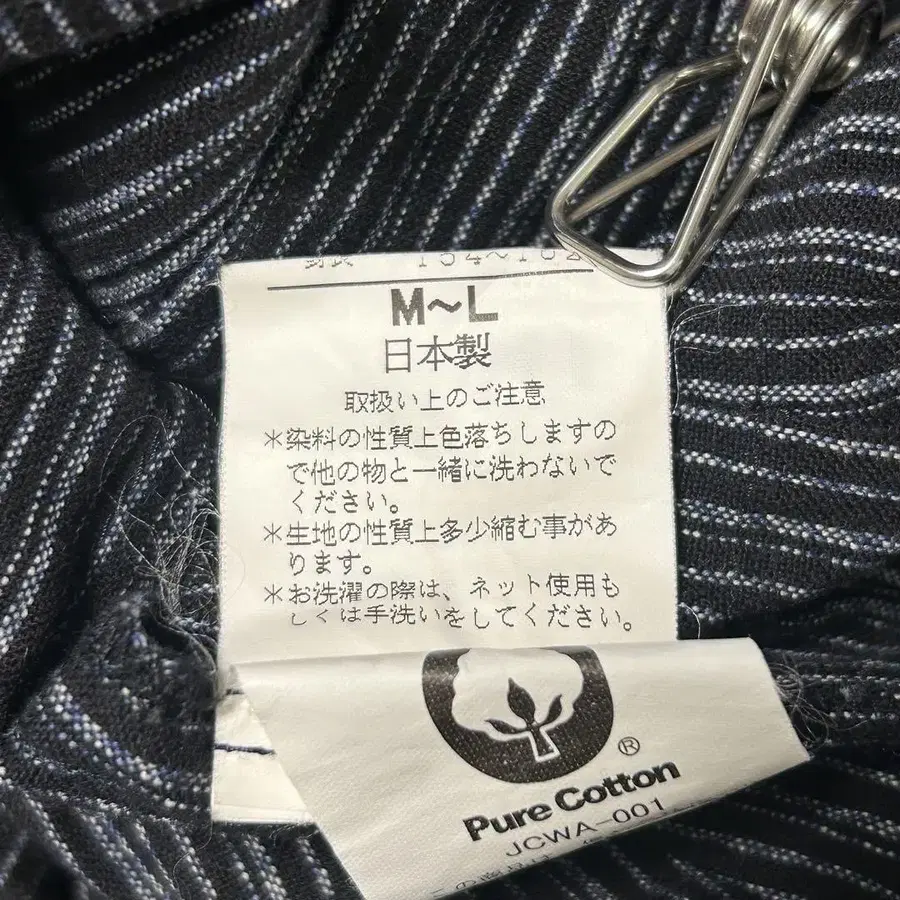 M～L
日本製
取扱い上のご注意
＊染料の性質上色落ちしますの
で他の物と一緒に洗わないで
ください。
＊生地の性質上多少縮む事があ
ります。
＊お洗濯の際は、ネット使用も
しくは手洗いをしてください。
®
Pure Cotton
JCWA-001